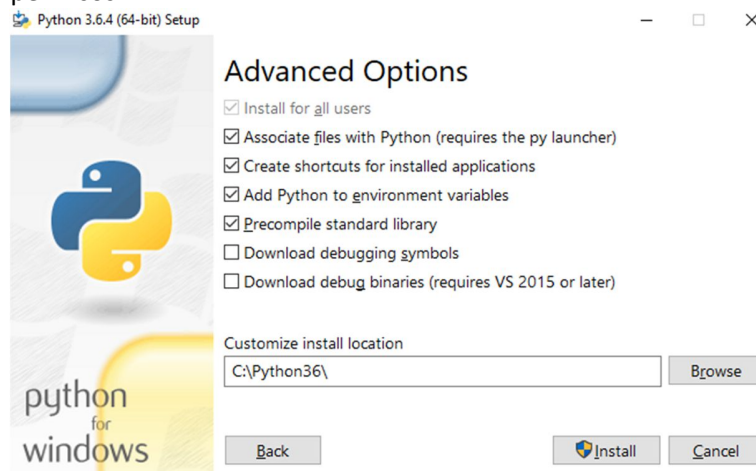 Python 3.6.4 (64-bit) Setup
Advanced Options
Install for all users
Associate files with Python (requires the py launcher)
Create shortcuts for installed applications
Add Python to environment variables
Precompile standard library
Download debugging symbols
Download debug binaries (requires VS 2015 or later)
Customize install location
C:\Python36\
Browse
python
for
windows
Back
Install
Cancel